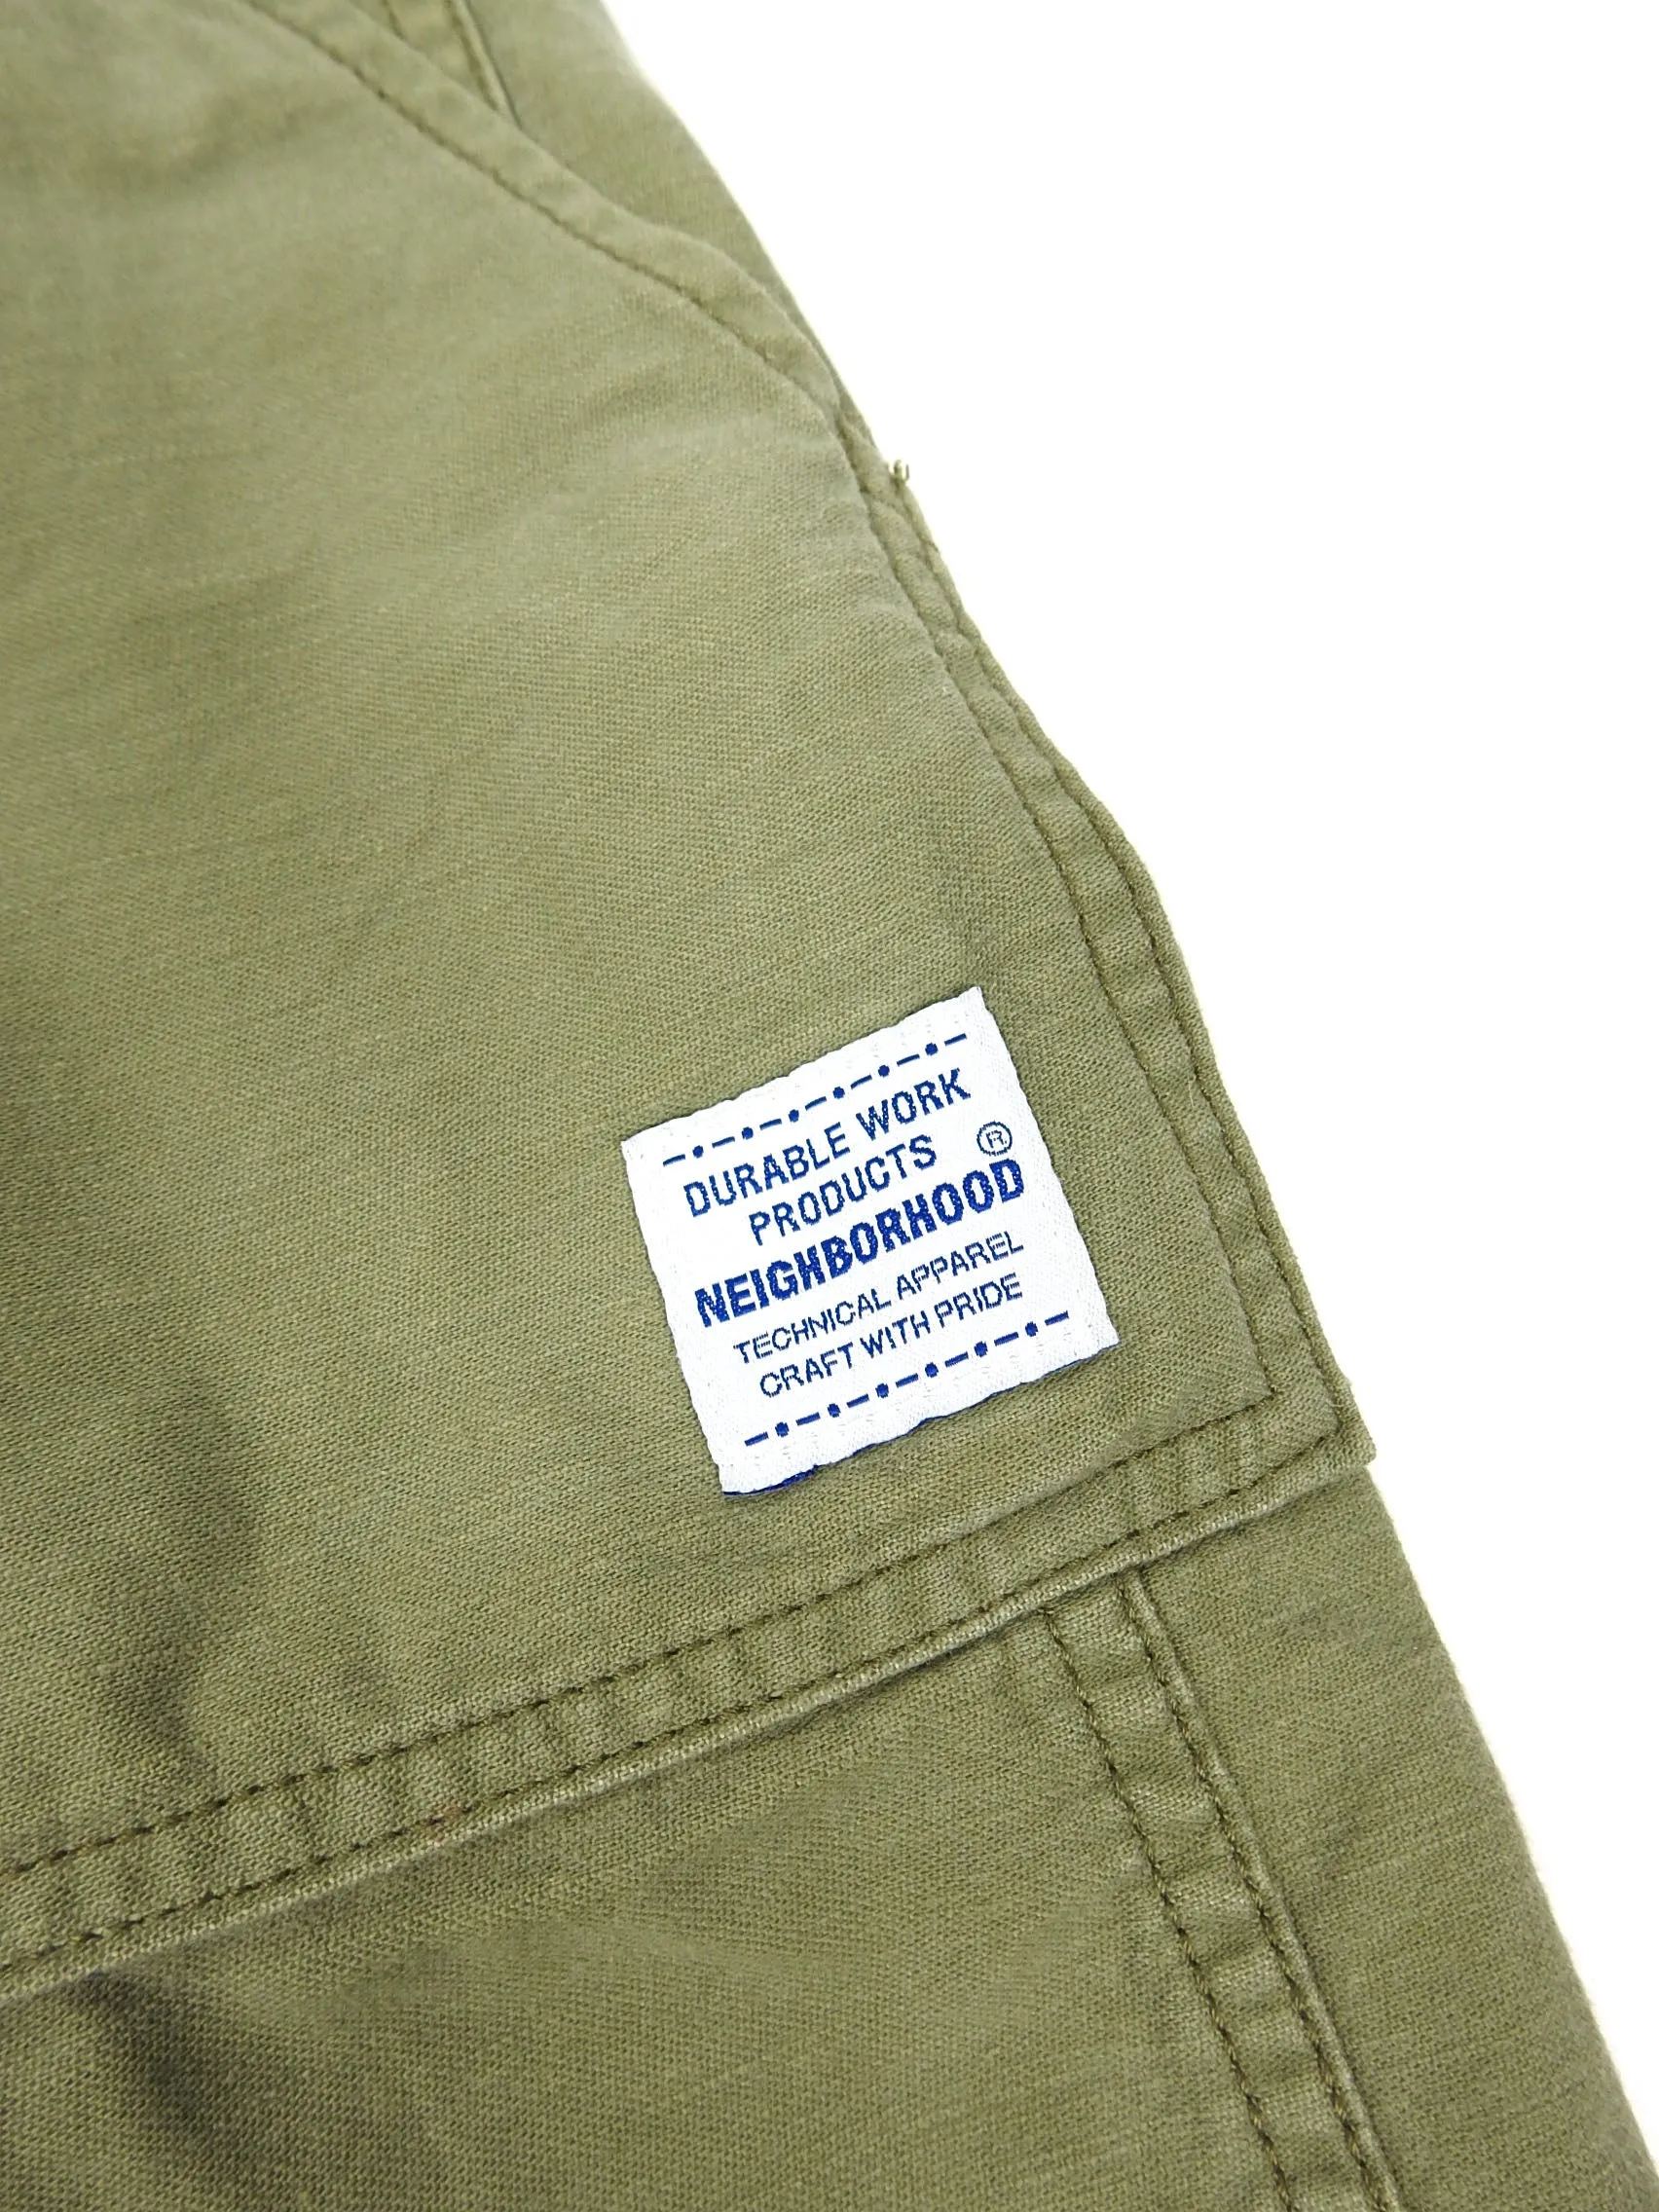 DURABLE WORK
PRODUCTS ®
NEIGHBORHOOD
TECHNICAL APPAREL
CRAFT WITH PRIDE